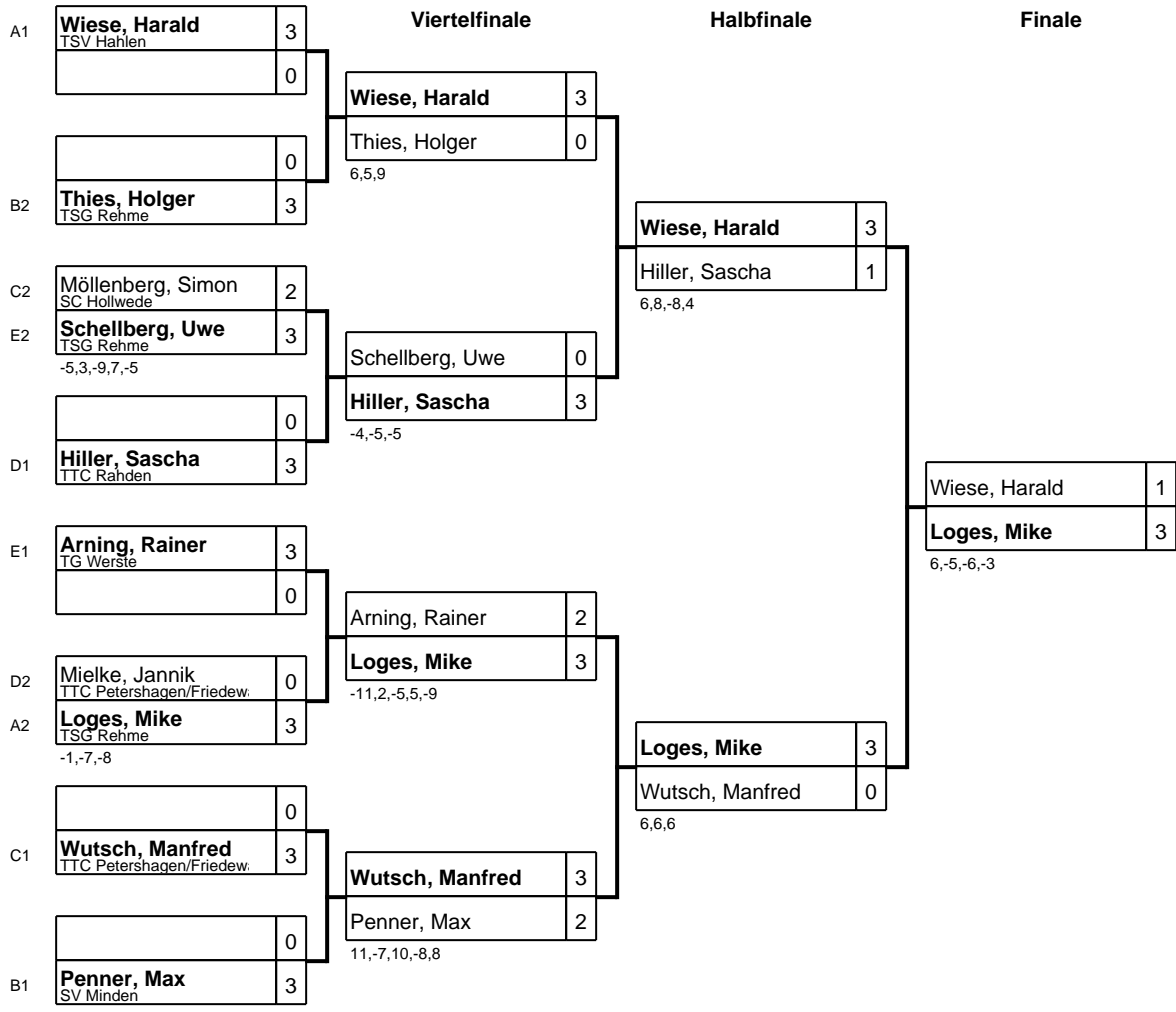 Viertelfinale
Halbfinale
Finale
A1
Wiese, Harald 3
TSV Hahlen
0
0
B2
Thies, Holger 3
TSG Rehme
C2
Möllenberg, Simon 2
SC Hollwede
E2
Schellberg, Uwe 3
TSG Rehme
-5,3,-9,7,-5
0
D1
Hiller, Sascha 3
TTC Rahden
E1
Arning, Rainer 3
TG Werste
0
D2
Mielke, Jannik 0
TTC Petershagen/Friedewa
A2
Loges, Mike 3
TSG Rehme
-1,-7,-8
0
C1
Wutsch, Manfred 3
TTC Petershagen/Friedewa
0
B1
Penner, Max 3
SV Minden
Wiese, Harald 3
Thies, Holger 0
6,5,9
Schellberg, Uwe 0
Hiller, Sascha 3
-4,-5,-5
Arning, Rainer 2
Loges, Mike 3
-11,2,-5,5,-9
Wutsch, Manfred 3
Penner, Max 2
11,-7,10,-8,8
Wiese, Harald 3
Hiller, Sascha 1
6,8,-8,4
Loges, Mike 3
Wutsch, Manfred 0
6,6,6
Wiese, Harald 1
Loges, Mike 3
6,-5,-6,-3